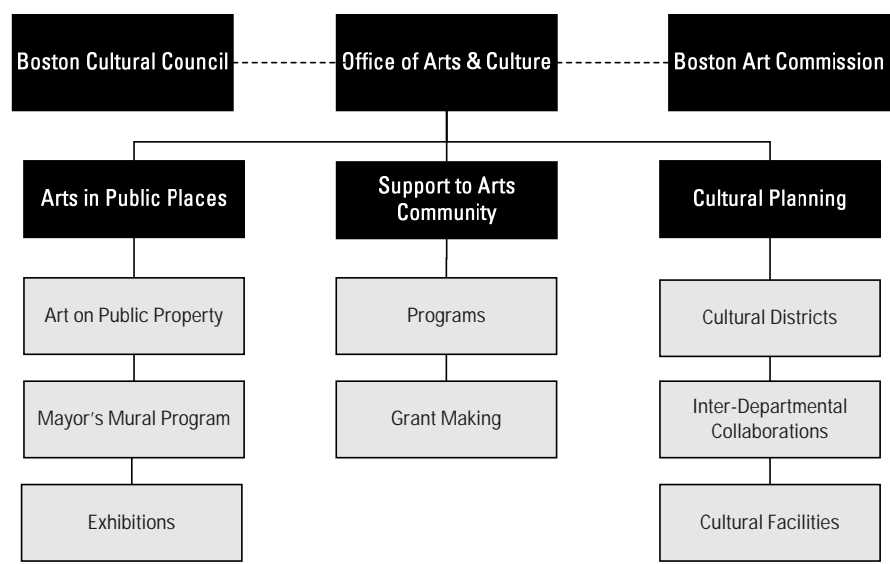 Boston Cultural Council
Office of Arts & Culture
Boston Art Commission
Arts in Public Places
Support to Arts
Community
Cultural Planning
Art on Public Property
Programs
Cultural Districts
Mayor's Mural Program
Grant Making
Inter-Departmental
Collaborations
Exhibitions
Cultural Facilities